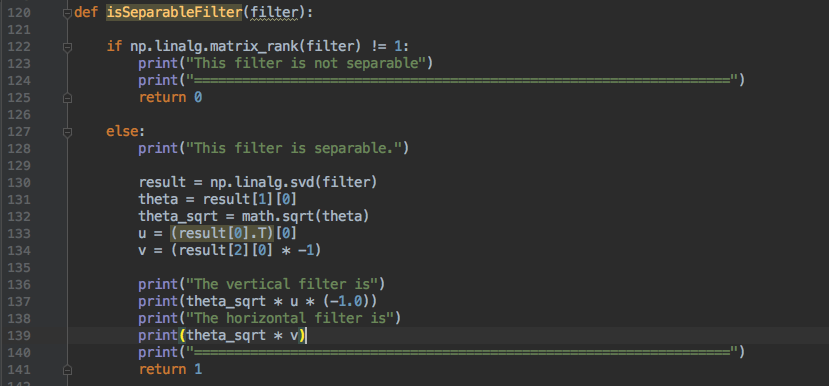 120 def isSeparableFilter(filter):
121
122     if np.linalg.matrix_rank(filter) != 1:
123         print("This filter is not separable")
124         print("===================================================================")
125         return 0
126
127     else:
128         print("This filter is separable.")
129
130         result = np.linalg.svd(filter)
131         theta = result[1][0]
132         theta_sqrt = math.sqrt(theta)
133         u = (result[0].T)[0]
134         v = (result[2][0] * -1)
135
136         print("The vertical filter is")
137         print(theta_sqrt * u * (-1.0))
138         print("The horizontal filter is")
139         print(theta_sqrt * v)
140         print("===================================================================")
141         return 1